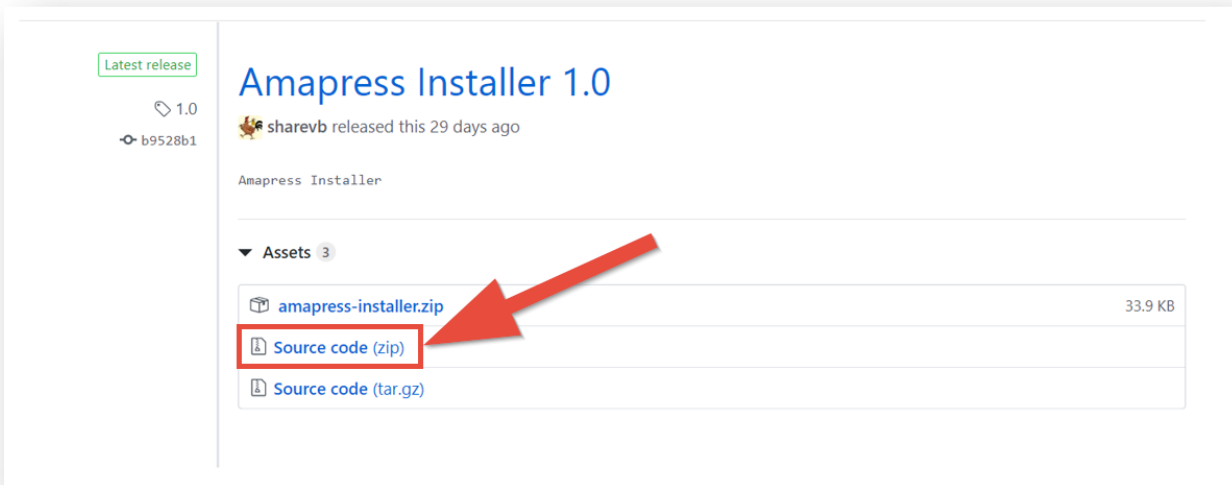 Latest release
1.0
b9528b1
Amapress Installer 1.0
sharevb released this 29 days ago
Amapress Installer
Assets 3
amapress-installer.zip 33.9 KB
Source code (zip)
Source code (tar.gz)